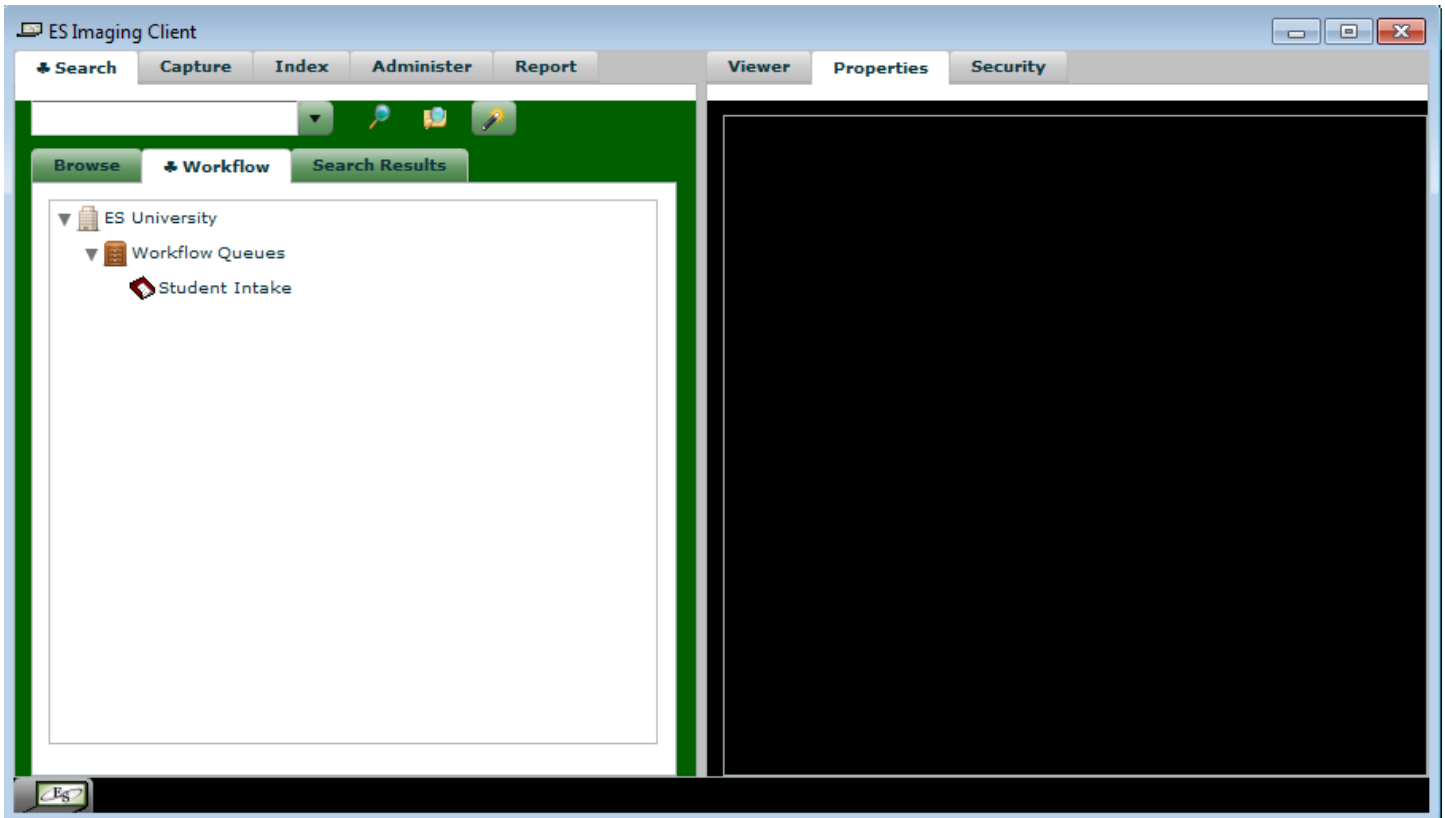 ES Imaging Client
Search Capture Index Administer Report Viewer Properties Security
Browse Workflow Search Results
ES University
Workflow Queues
Student Intake
ES